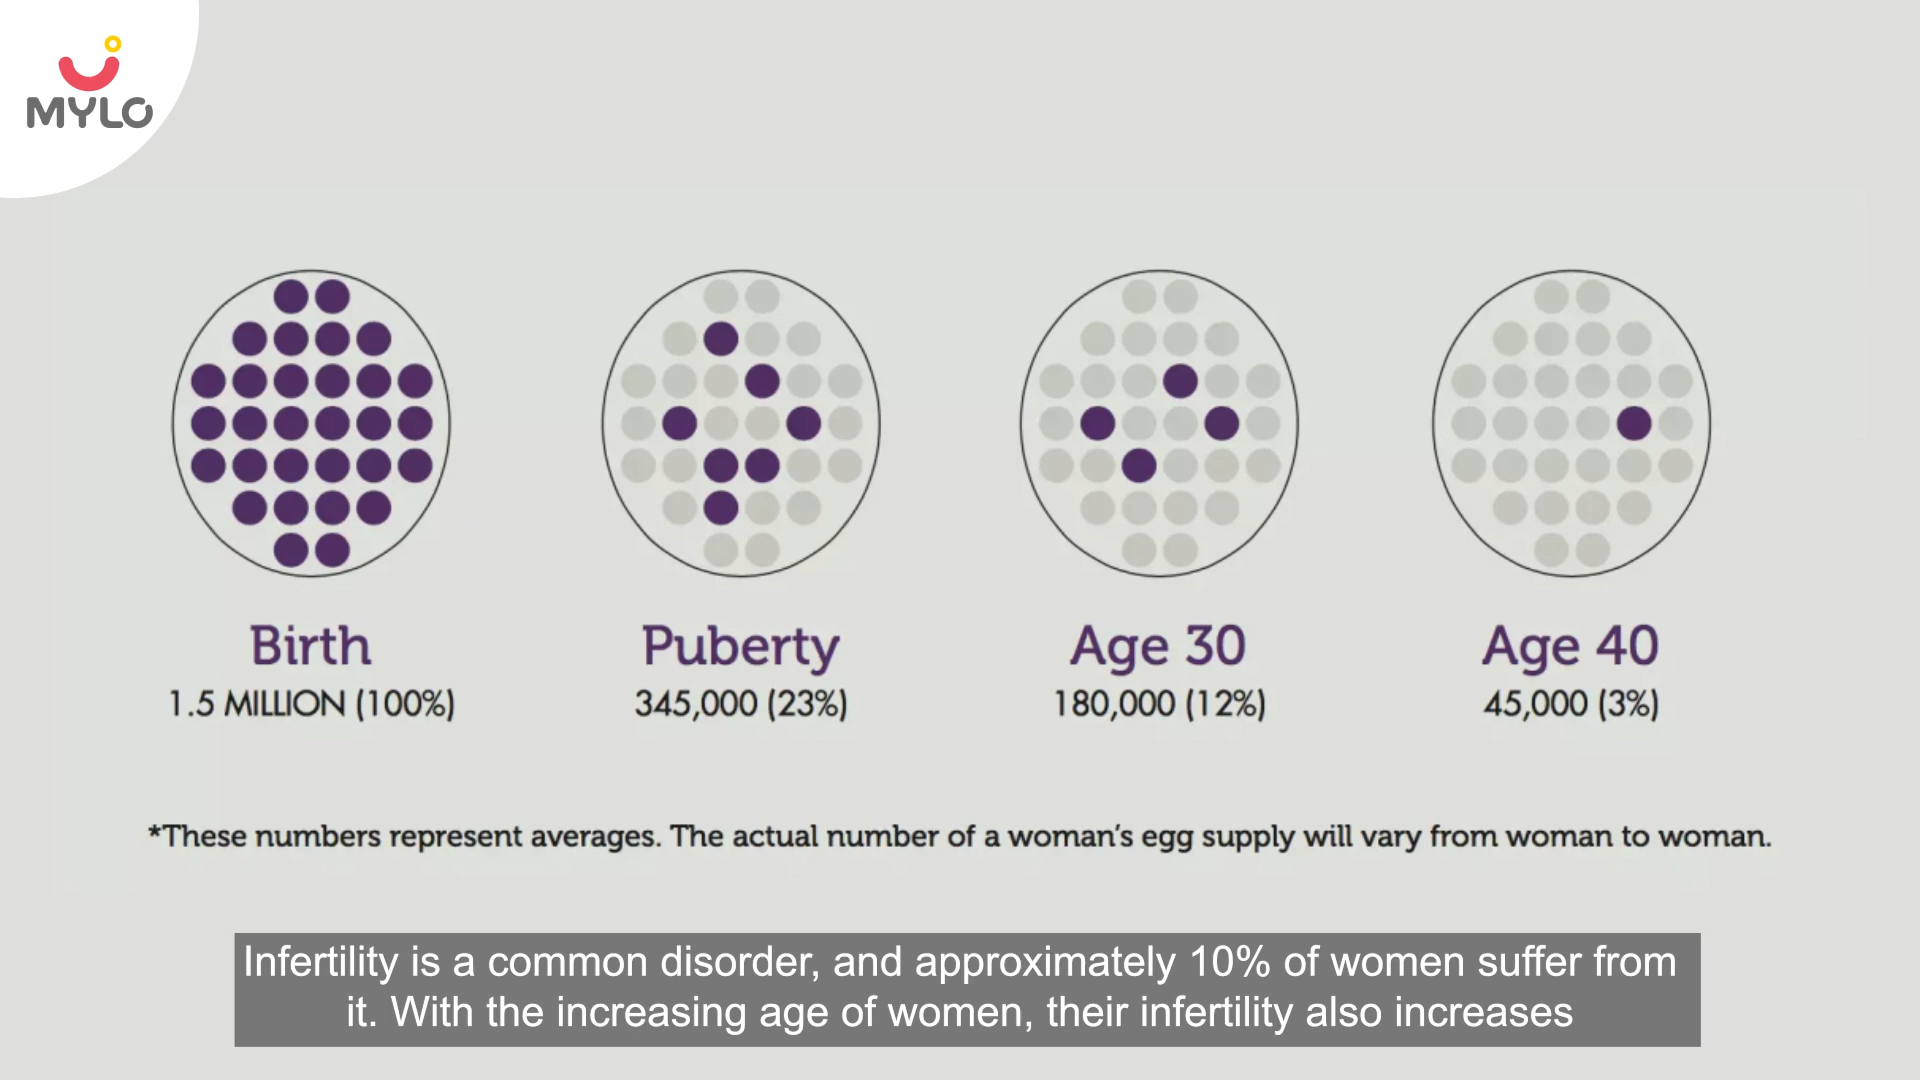 MYLO
Birth
1.5 MILLION (100%)
Puberty
345,000 (23%)
Age 30
180,000 (12%)
Age 40
45,000 (3%)
*These numbers represent averages. The actual number of a woman's egg supply will vary from woman to woman.
Infertility is a common disorder, and approximately 10% of women suffer from
it. With the increasing age of women, their infertility also increases